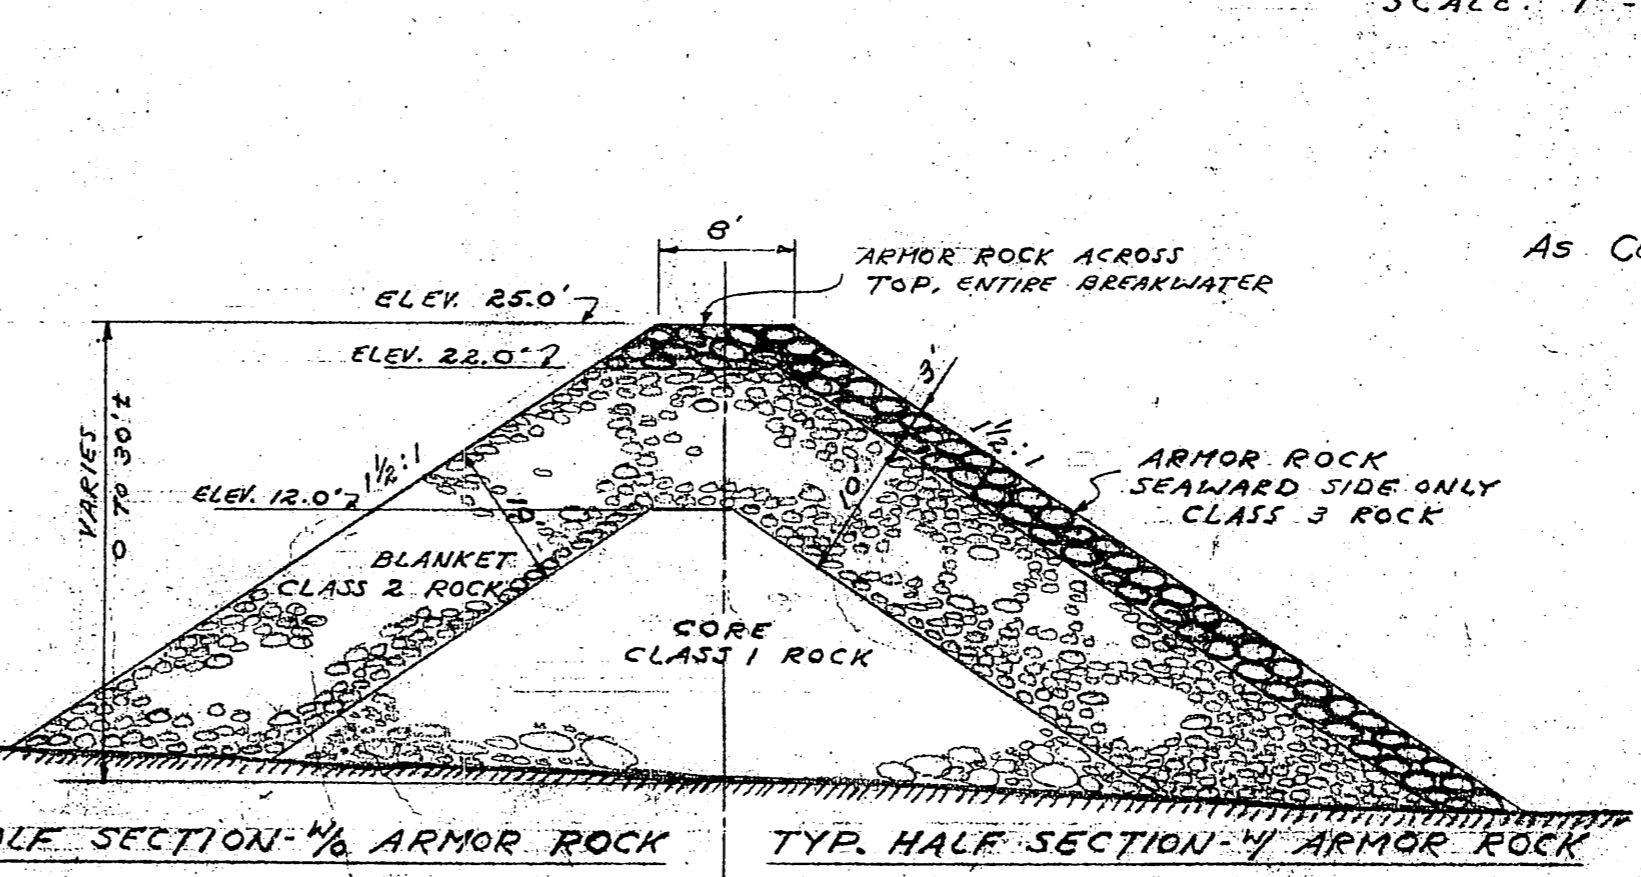 SCALE: 1
As
8'
ARMOR ROCK ACROSS
TOP, ENTIRE BREAKWATER
ELEV. 25.0'
ELEV. 22.0'
3'
1½:1
VARIES
0 TO 30'±
1½:1
10'
10'
ARMOR ROCK
SEAWARD SIDE ONLY
CLASS 3 ROCK
ELEV. 12.0'
BLANKET
CLASS 2 ROCK
CORE
CLASS 1 ROCK
SECTION - W/O ARMOR ROCK
TYP. HALF SECTION - W/ ARMOR ROCK